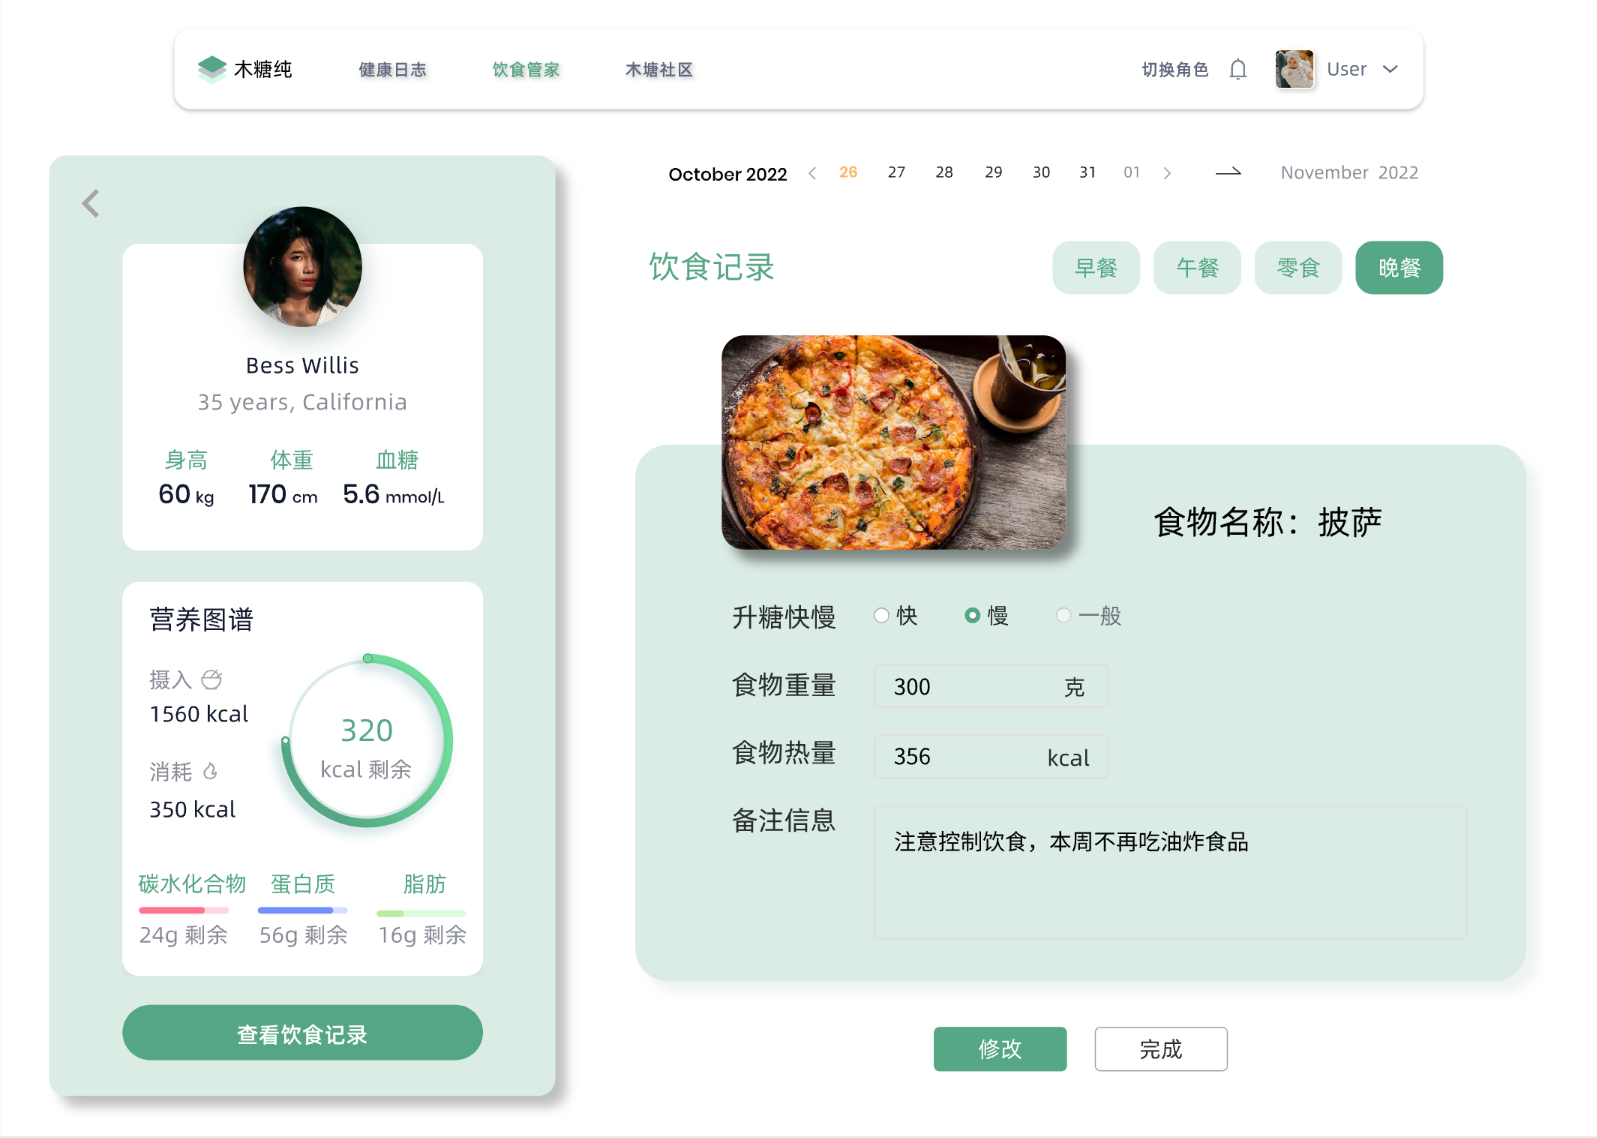 木糖纯 健康日志 饮食管家 木塘社区 切换角色 User
October 2022 26 27 28 29 30 31 01 November 2022
饮食记录 早餐 午餐 零食 晚餐
Bess Willis
35 years, California
身高 体重 血糖
60 kg 170 cm 5.6 mmol/L
营养图谱
摄入
1560 kcal
消耗
350 kcal
320
kcal 剩余
碳水化合物 蛋白质 脂肪
24g 剩余 56g 剩余 16g 剩余
查看饮食记录
食物名称：披萨
升糖快慢 快 慢 一般
食物重量 300 克
食物热量 356 kcal
备注信息 注意控制饮食，本周不再吃油炸食品
修改 完成